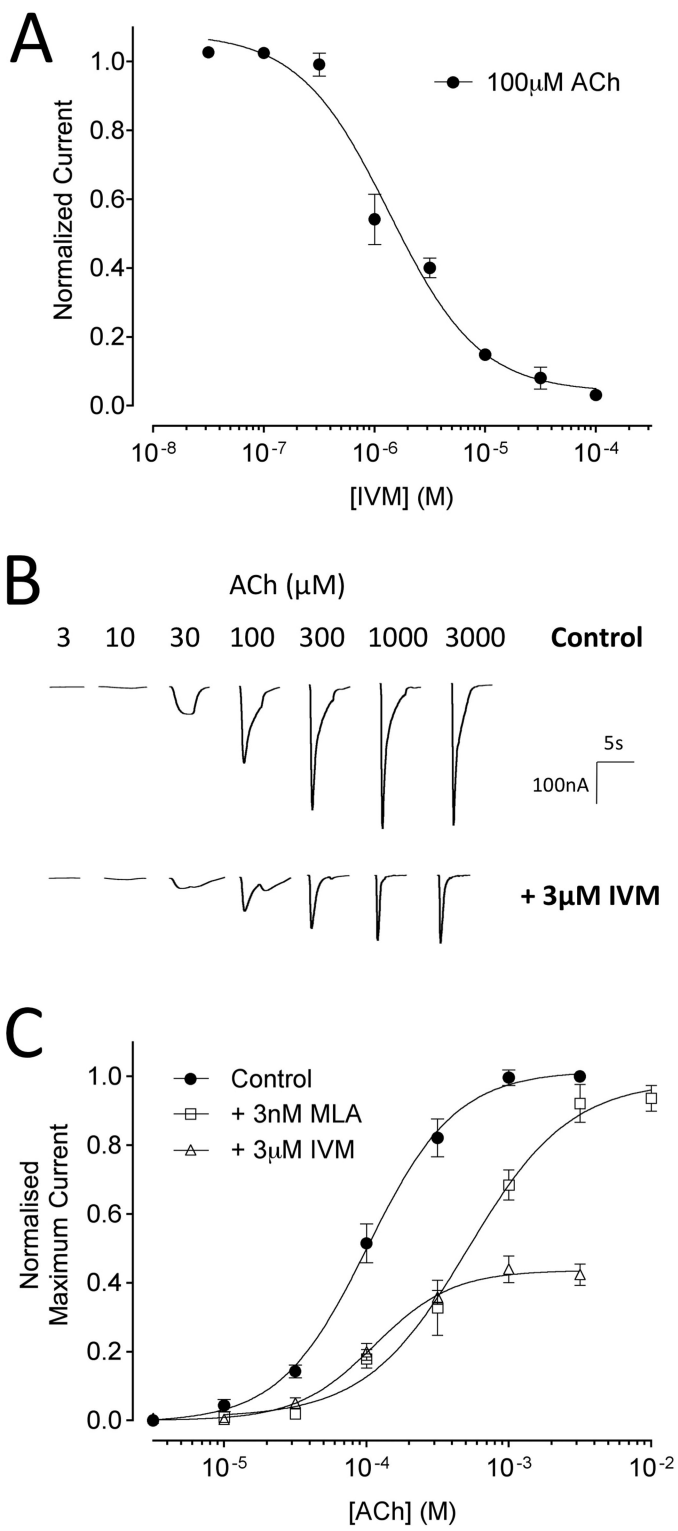 A
Normalized Current
1.0
0.8
0.6
0.4
0.2
0.0
100μM ACh
10-8 10-7 10-6 10-5 10-4
[IVM] (M)
B
ACh (μM)
3 10 30 100 300 1000 3000 Control
5s
100nA
+ 3μM IVM
C
Normalised
Maximum Current
1.0
0.8
0.6
0.4
0.2
0.0
Control
+ 3nM MLA
+ 3μM IVM
10-5 10-4 10-3 10-2
[ACh] (M)